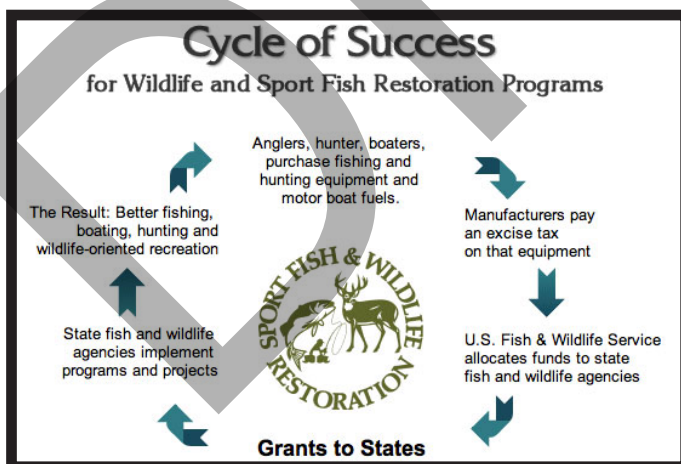 Cycle of Success
for Wildlife and Sport Fish Restoration Programs
Anglers, hunter, boaters,
purchase fishing and
hunting equipment and
motor boat fuels.
Manufacturers pay
an excise tax
on that equipment
U.S. Fish & Wildlife Service
allocates funds to state
fish and wildlife agencies
Grants to States
State fish and wildlife
agencies implement
programs and projects
The Result: Better fishing,
boating, hunting and
wildlife-oriented recreation
SPORT FISH & WILDLIFE
RESTORATION